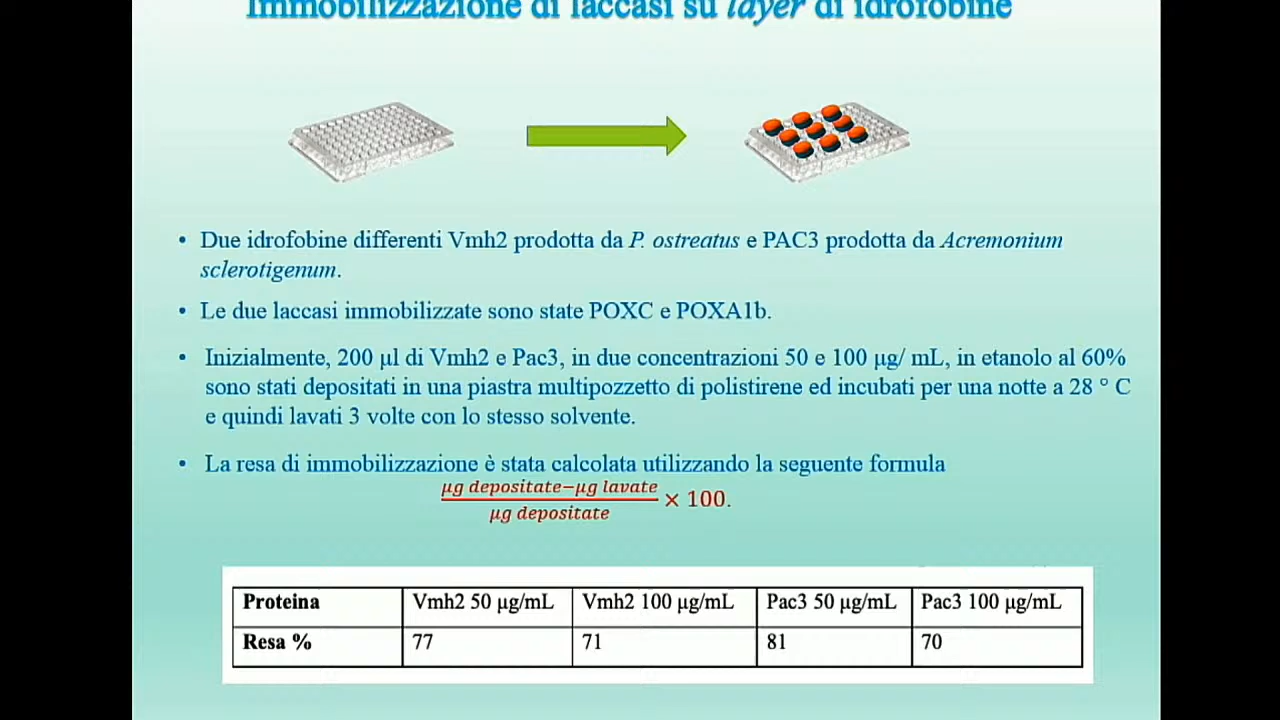 Immobilizzazione di laccasi su layer di idrofobine
• Due idrofobine differenti Vmh2 prodotta da P. ostreatus e PAC3 prodotta da Acremonium
sclerotigenum.
• Le due laccasi immobilizzate sono state POXC e POXA1b.
• Inizialmente, 200 µl di Vmh2 e Pac3, in due concentrazioni 50 e 100 µg/ mL, in etanolo al 60%
sono stati depositati in una piastra multipozzetto di polistirene ed incubati per una notte a 28 ° C
e quindi lavati 3 volte con lo stesso solvente.
• La resa di immobilizzazione è stata calcolata utilizzando la seguente formula
µg depositate−µg lavate
µg depositate
× 100.
Proteina Vmh2 50 µg/mL Vmh2 100 µg/mL Pac3 50 µg/mL Pac3 100 µg/mL
Resa % 77 71 81 70